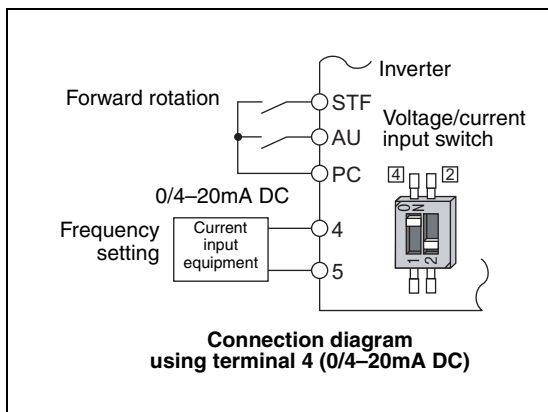 Inverter
Forward rotation
STF
Voltage/current
input switch
AU
PC
4
2
0/4–20mA DC
ON
Frequency
setting
Current
input
equipment
4
5
1
2
Connection diagram
using terminal 4 (0/4–20mA DC)